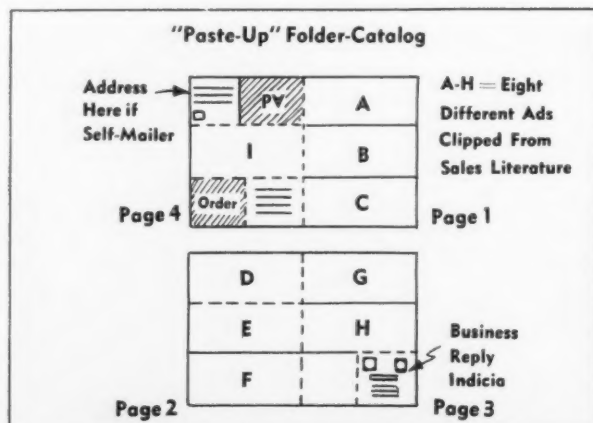 "Paste-Up" Folder-Catalog
Address
Here if
Self-Mailer
Ad
A
A-H = Eight
Different Ads
Clipped From
Sales Literature
I
B
Order
C
Page 4
Page 1
D
G
E
H
Business
Reply
Indicia
F
Page 2
Page 3